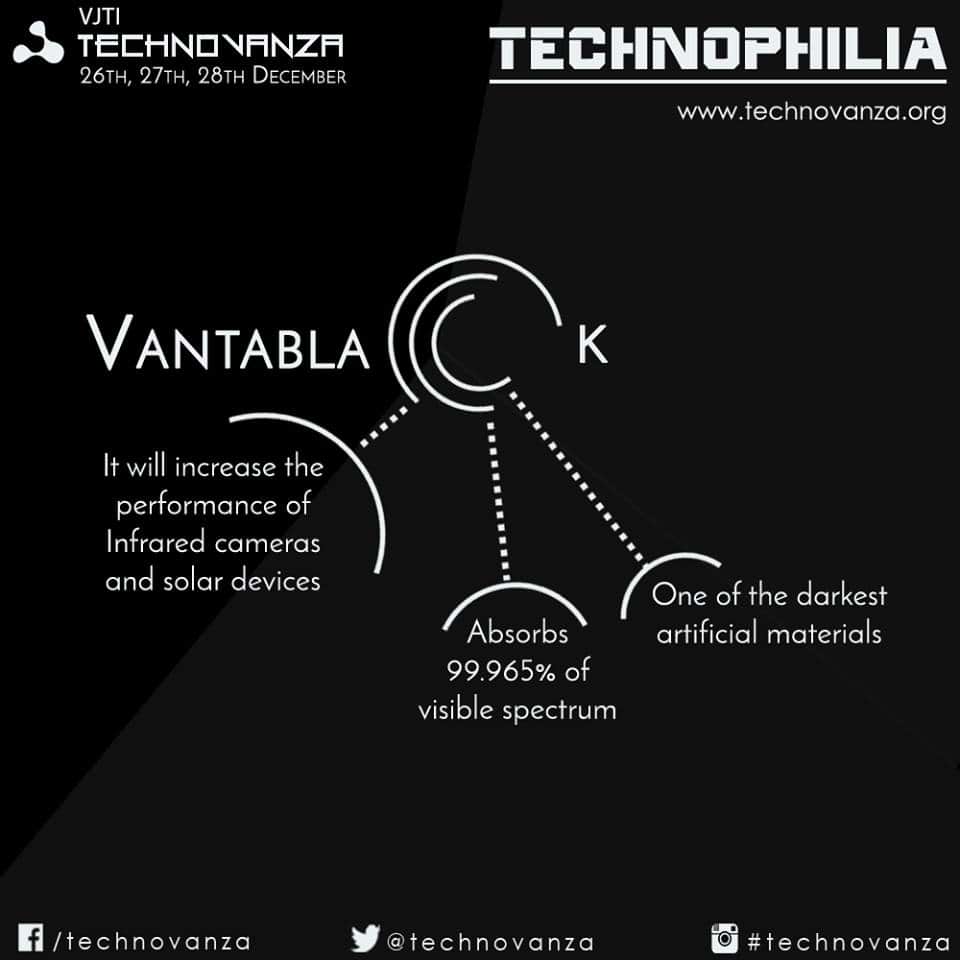 VJTI
TECHNOVANZA
26TH, 27TH, 28TH DECEMBER
TECHNOPHILIA
www.technovanza.org
VANTABLACK
It will increase the
performance of
Infrared cameras
and solar devices
Absorbs
99.965% of
visible spectrum
One of the darkest
artificial materials
/technovanza
@technovanza
#technovanza